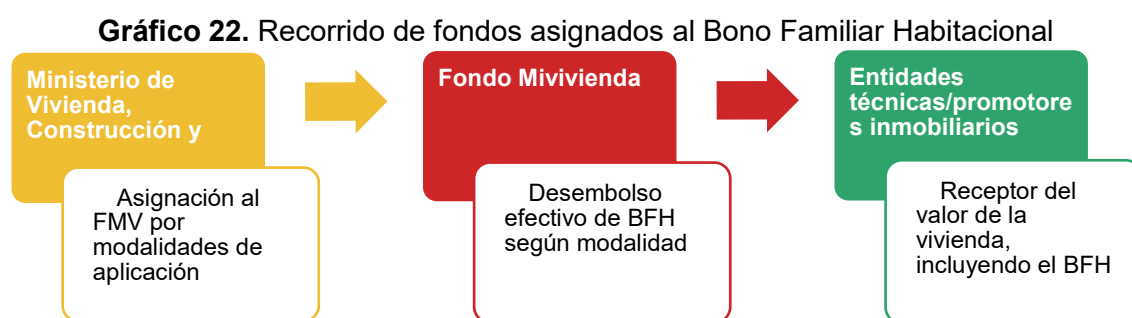 Gráfico 22. Recorrido de fondos asignados al Bono Familiar Habitacional
Ministerio de
Vivienda,
Construcción y
Asignación al
FMV por
modalidades de
aplicación
Fondo Mivivienda
Desembolso
efectivo de BFH
según modalidad
Entidades
técnicas/promotore
s inmobiliarios
Receptor del
valor de la
vivienda,
incluyendo el BFH